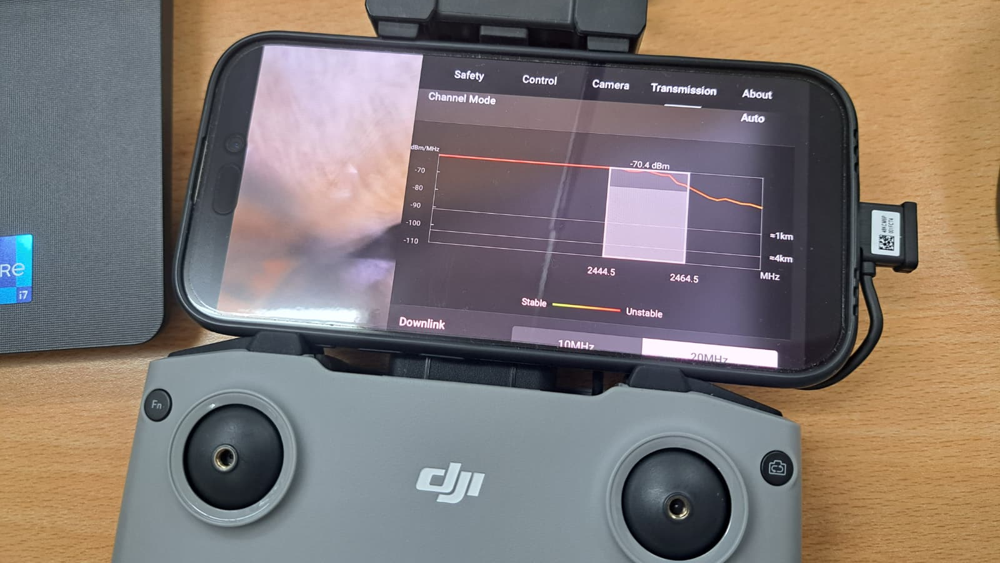 Safety Control Camera Transmission About
Channel Mode
Auto
dBm/MHz
-70.4 dBm
-70
-80
-90
-100
-110
≈1km
≈4km
2444.5 2464.5 MHz
Stable Unstable
Downlink
10MHz 20MHz
RE
i7
Fn
dji